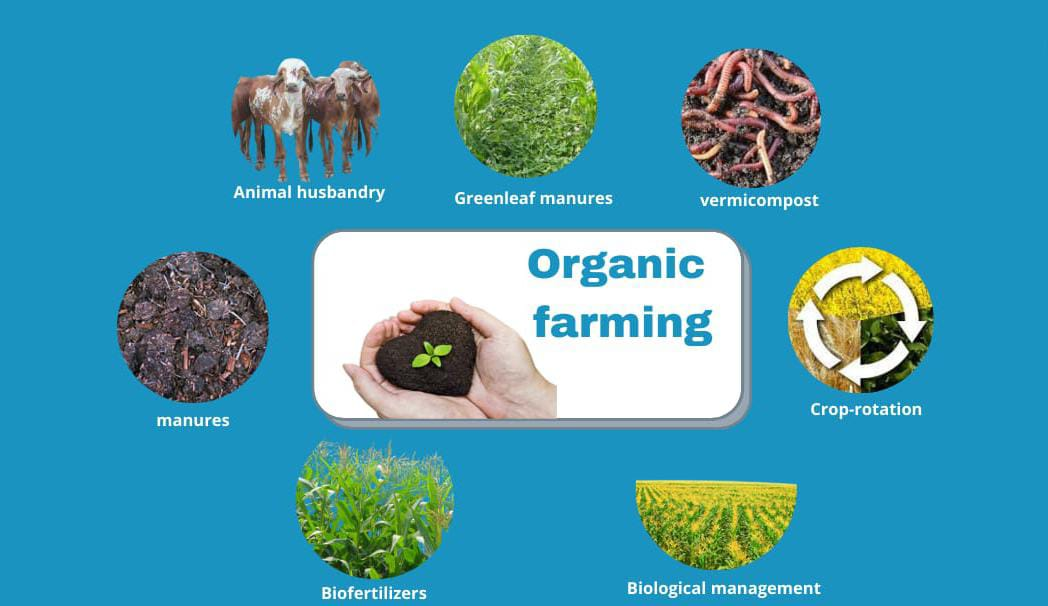 Animal husbandry
Greenleaf manures
vermicompost
Organic
farming
manures
Crop-rotation
Biofertilizers
Biological management